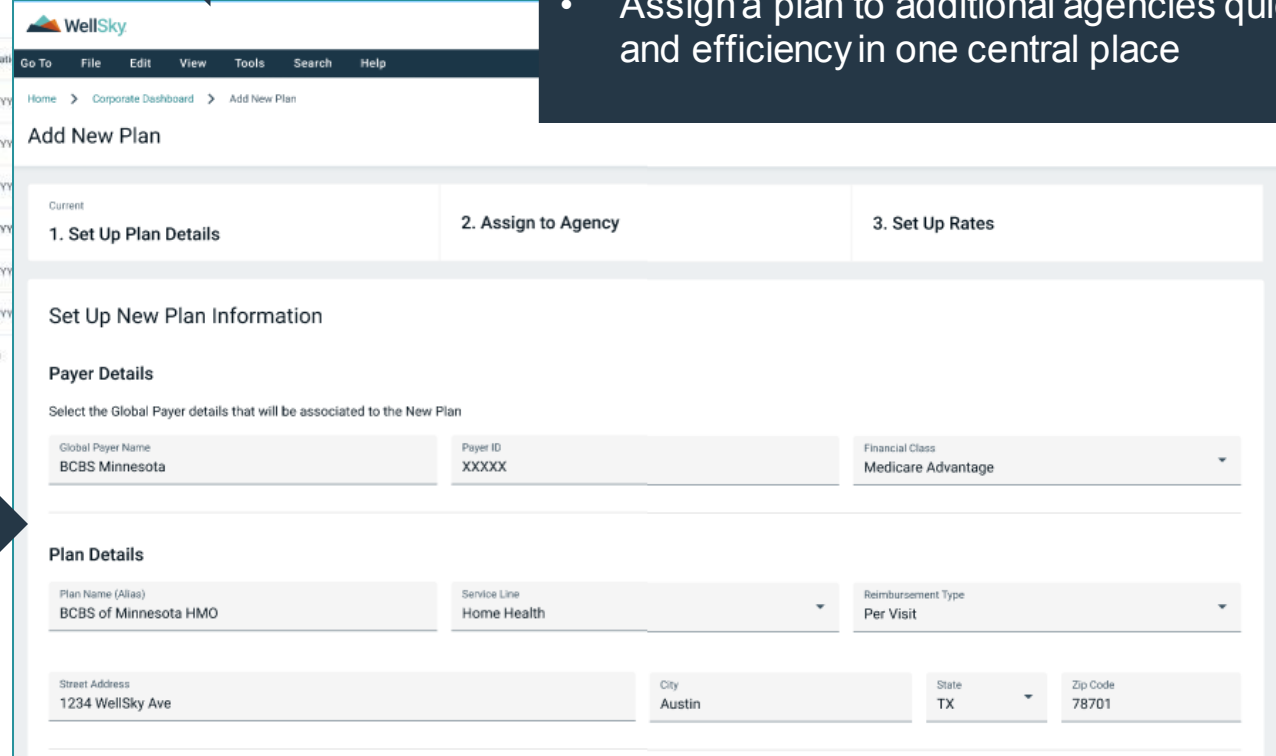 WellSky
• Assign a plan to additional agencies
and efficiency in one central place
Go To File Edit View Tools Search Help
Home > Corporate Dashboard > Add New Plan
Add New Plan
Current
1. Set Up Plan Details
2. Assign to Agency
3. Set Up Rates
Set Up New Plan Information
Payer Details
Select the Global Payer details that will be associated to the New Plan
Global Payer Name
BCBS Minnesota
Payer ID
XXXXX
Financial Class
Medicare Advantage
Plan Details
Plan Name (Alias)
BCBS of Minnesota HMO
Service Line
Home Health
Reimbursement Type
Per Visit
Street Address
1234 WellSky Ave
City
Austin
State
TX
Zip Code
78701